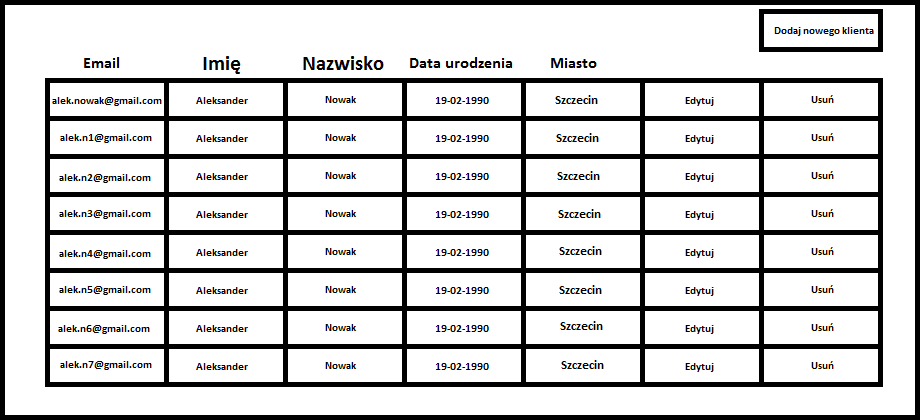 Dodaj nowego klienta
Email Imię Nazwisko Data urodzenia Miasto
alek.nowak@gmail.com Aleksander Nowak 19-02-1990 Szczecin Edytuj Usuń
alek.n1@gmail.com Aleksander Nowak 19-02-1990 Szczecin Edytuj Usuń
alek.n2@gmail.com Aleksander Nowak 19-02-1990 Szczecin Edytuj Usuń
alek.n3@gmail.com Aleksander Nowak 19-02-1990 Szczecin Edytuj Usuń
alek.n4@gmail.com Aleksander Nowak 19-02-1990 Szczecin Edytuj Usuń
alek.n5@gmail.com Aleksander Nowak 19-02-1990 Szczecin Edytuj Usuń
alek.n6@gmail.com Aleksander Nowak 19-02-1990 Szczecin Edytuj Usuń
alek.n7@gmail.com Aleksander Nowak 19-02-1990 Szczecin Edytuj Usuń